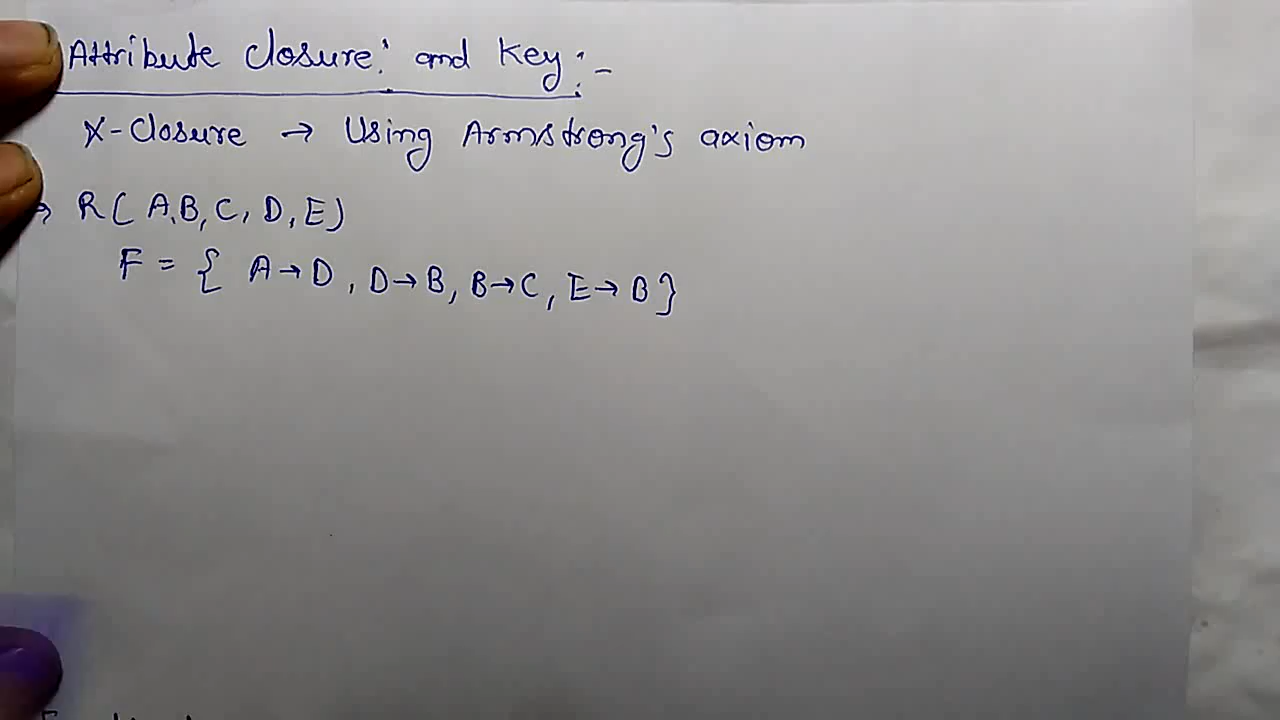 Attribute closure: and key:-
X-closure → Using Armstrong's axiom
→ R(A,B,C,D,E)
F = { A→D, D→B, B→C, E→B}